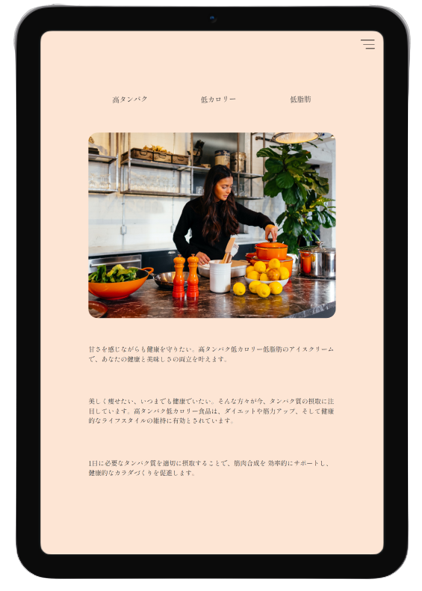 高タンパク 低カロリー 低脂肪
甘さを感じながらも健康を守りたい。高タンパク低カロリー低脂肪のアイスクリーム
で、あなたの健康と美味しさの両立を叶えます。
美しく痩せたい、いつまでも健康でいたい。そんな方々が今、タンパク質の摂取に注
目しています。高タンパク低カロリー食品は、ダイエットや筋力アップ、そして健康
的なライフスタイルの維持に有効とされています。
1日に必要なタンパク質を適切に摂取することで、筋肉合成を 効率的にサポートし、
健康的なカラダづくりを促進します。